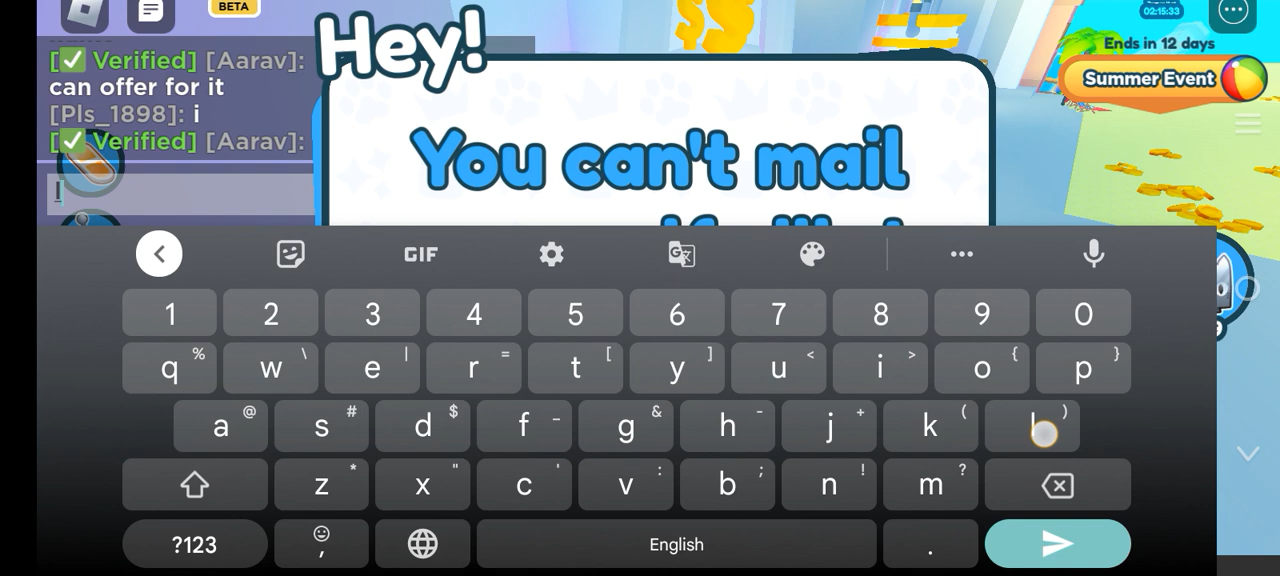 BETA
[✅ Verified] [Aarav]:
can offer for it
[Pls_1898]: i
[✅ Verified] [Aarav]:
l
Hey!
You can't mail
02:15:33
Ends in 12 days
Summer Event
GIF
1 2 3 4 5 6 7 8 9 0
q % w \ e | r = t [ y ] u < i > o { p }
a @ s # d $ f _ g & h - j + k ( l )
z * x " c ' v : b ; n ! m ?
?123 , English .